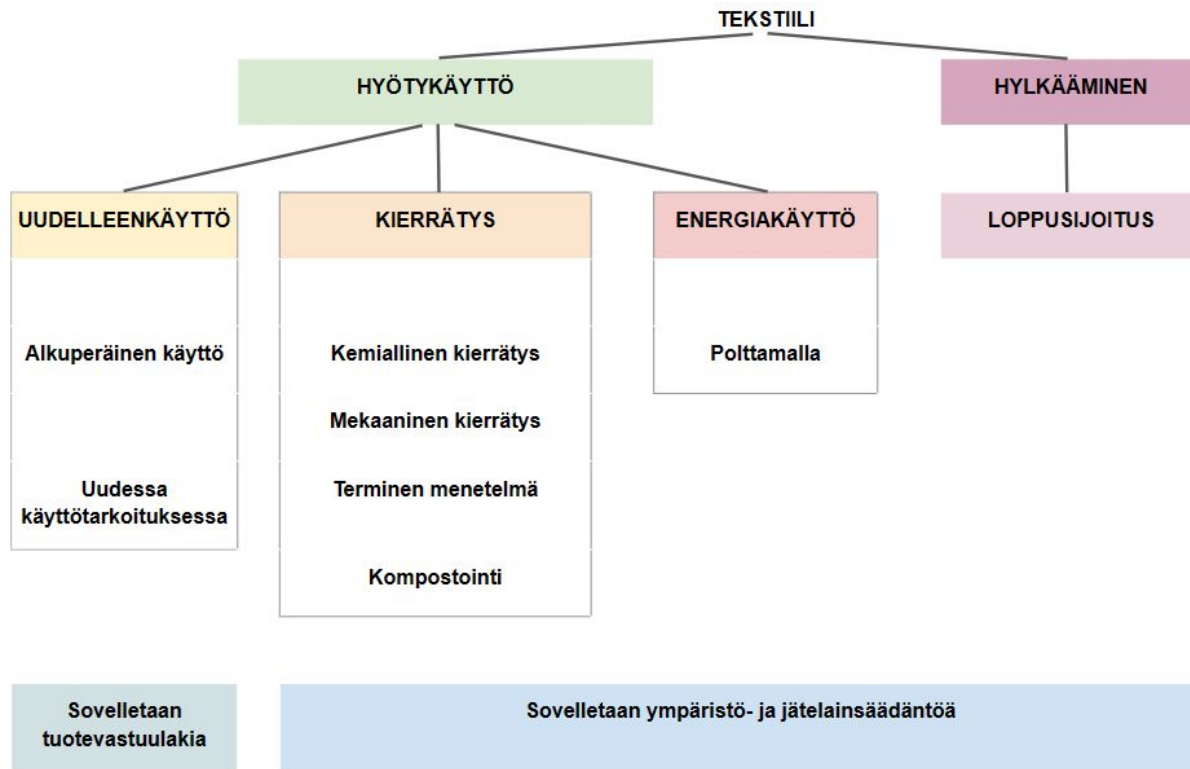 TEKSTIILI
HYÖTYKÄYTTÖ
HYLKÄÄMINEN
UUDELLEENKÄYTTÖ
KIERRÄTYS
ENERGIAKÄYTTÖ
LOPPUSIJOITUS
Alkuperäinen käyttö
Kemiallinen kierrätys
Polttamalla
Mekaaninen kierrätys
Uudessa
käyttötarkoituksessa
Terminen menetelmä
Kompostointi
Sovelletaan
tuotevastuulakia
Sovelletaan ympäristö- ja jätelainsäädäntöä